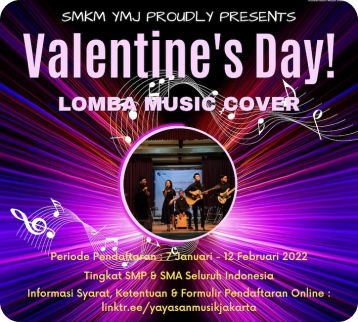 SMKM YMJ PROUDLY PRESENTS
Valentine's Day!
LOMBA MUSIC COVER
Periode Pendaftaran : 7 Januari - 12 Februari 2022
Tingkat SMP & SMA Seluruh Indonesia
Informasi Syarat, Ketentuan & Formulir Pendaftaran Online :
linktr.ee/yayasanmusikjakarta